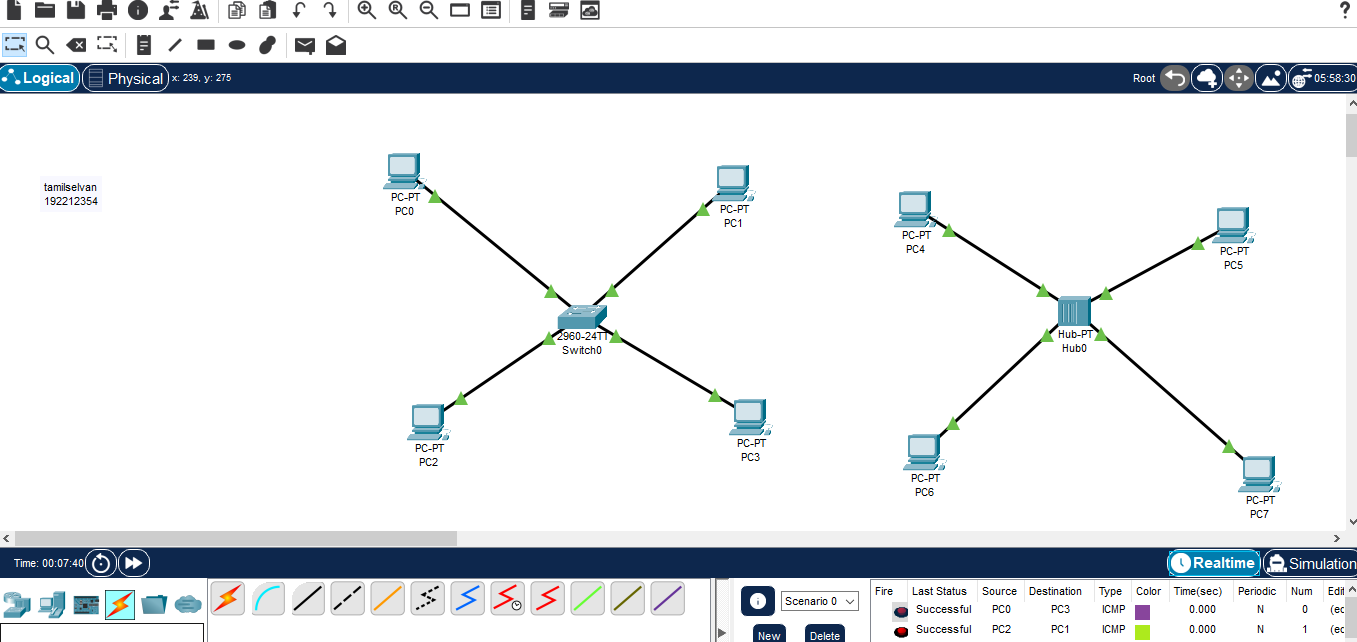 Logical
Physical
x: 239, y: 275
Root
05:58:30
tamilselvan
192212354
PC-PT
PC0
PC-PT
PC1
PC-PT
PC4
PC-PT
PC5
2960-24TT
Switch0
Hub-PT
Hub0
PC-PT
PC2
PC-PT
PC3
PC-PT
PC6
PC-PT
PC7
Time: 00:07:40
Realtime
Simulation
Scenario 0
New
Delete
Fire Last Status Source Destination Type Color Time(sec) Periodic Num Edit
Successful PC0 PC3 ICMP 0.000 N 0 (ec
Successful PC2 PC1 ICMP 0.000 N 1 (ec